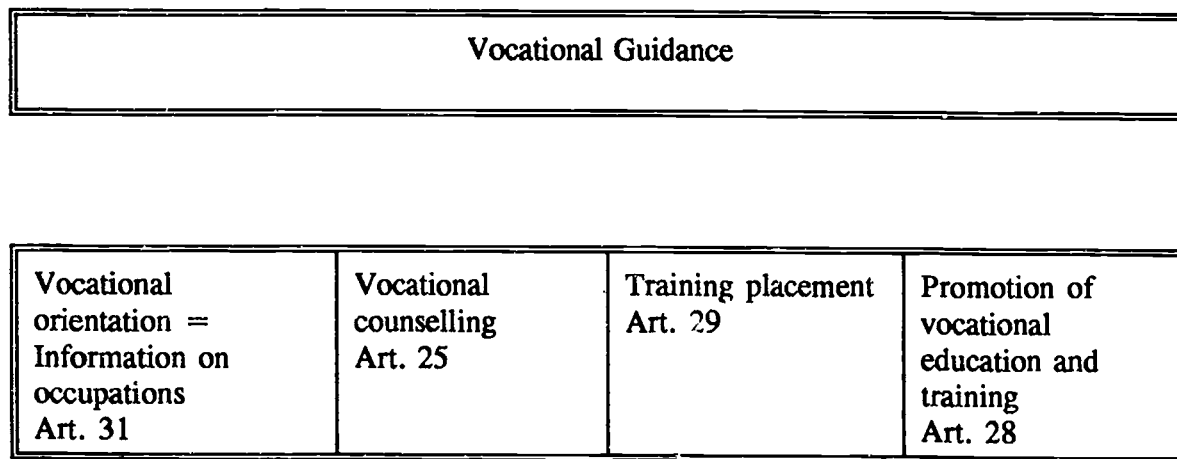 Vocational Guidance
Vocational
orientation =
Information on
occupations
Art. 31
Vocational
counselling
Art. 25
Training placement
Art. 29
Promotion of
vocational
education and
training
Art. 28